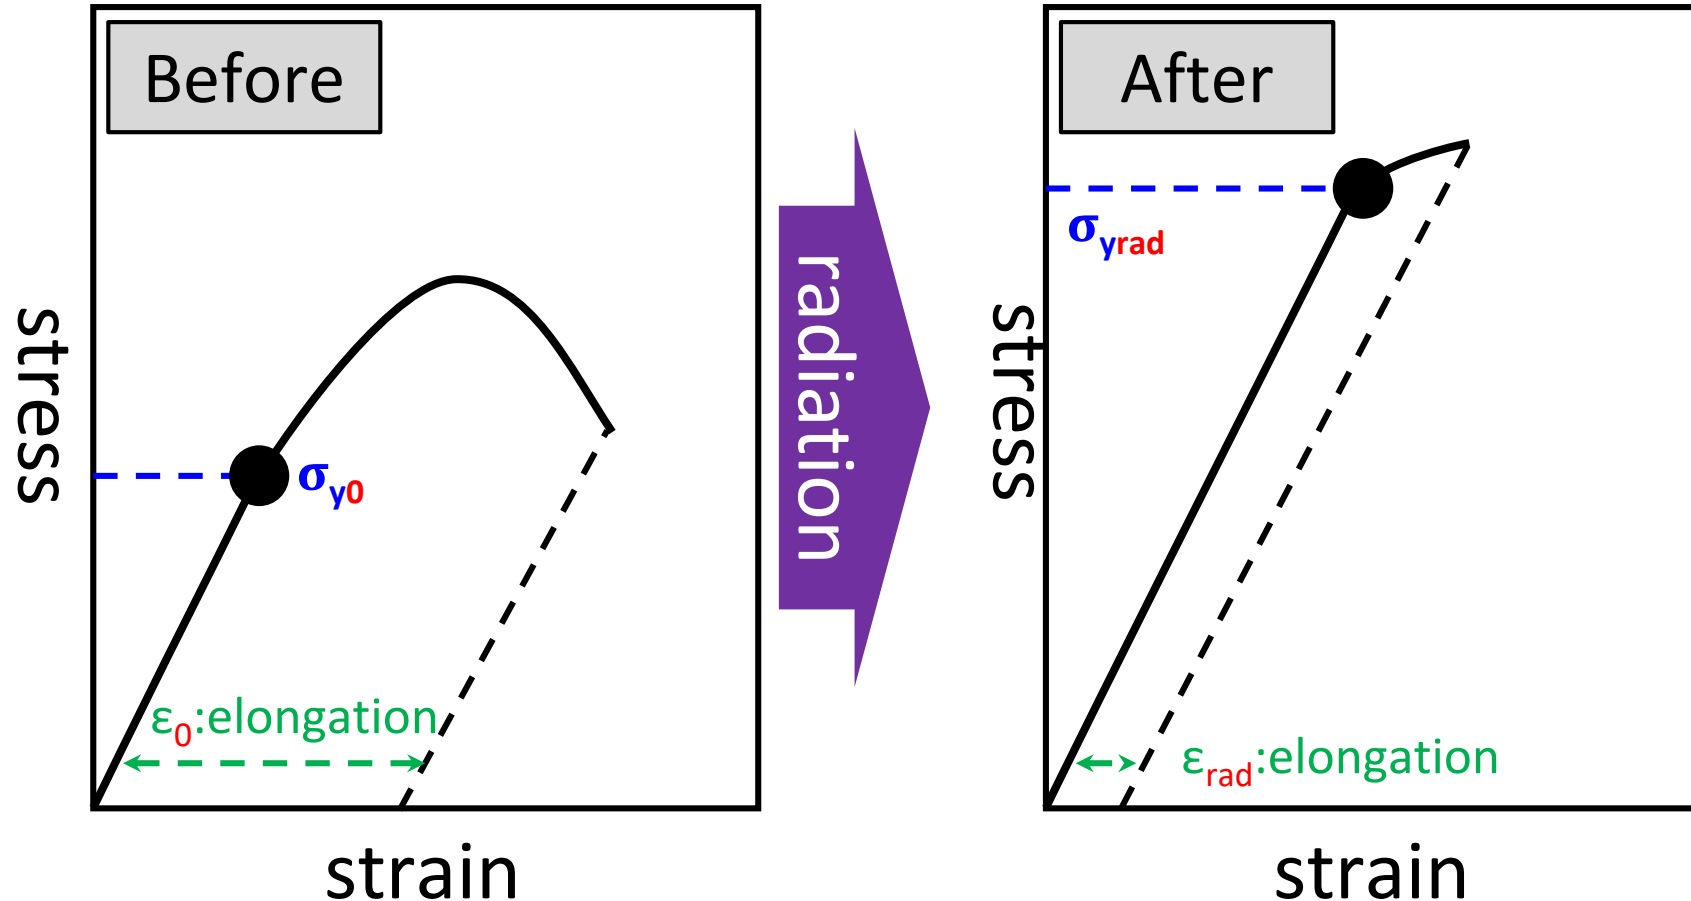 Before
stress
σy0
ε0:elongation
strain
radiation
After
σyrad
stress
εrad:elongation
strain